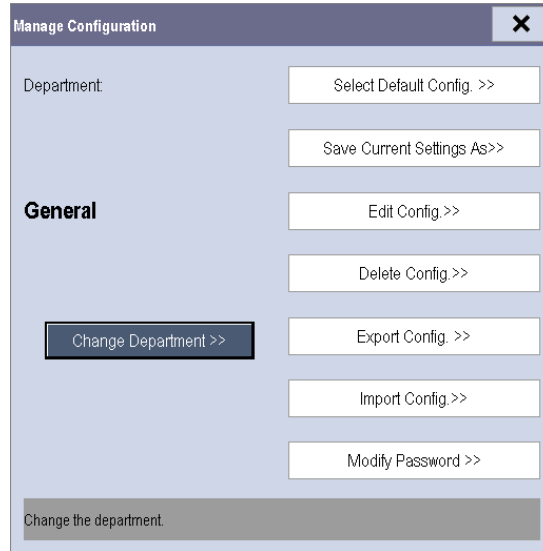 Manage Configuration
Department:
Select Default Config. >>
Save Current Settings As>>
General
Edit Config.>>
Delete Config.>>
Change Department >>
Export Config. >>
Import Config.>>
Modify Password >>
Change the department.